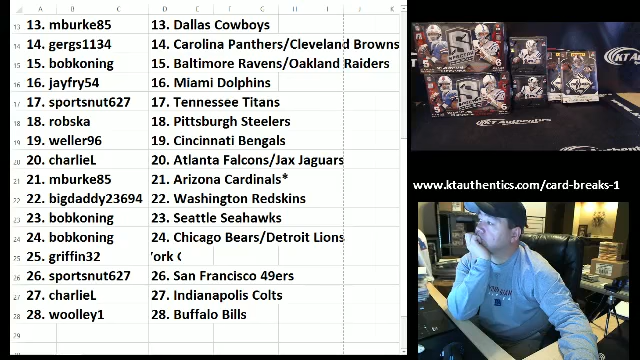 A B C D E F G H I J K
13. mburke85 13. Dallas Cowboys
14. gergs1134 14. Carolina Panthers/Cleveland Browns
15. bobkoning 15. Baltimore Ravens/Oakland Raiders
16. jayfry54 16. Miami Dolphins
17. sportsnut627 17. Tennessee Titans
18. robska 18. Pittsburgh Steelers
19. weller96 19. Cincinnati Bengals
20. charlieL 20. Atlanta Falcons/Jax Jaguars
21. mburke85 21. Arizona Cardinals*
22. bigdaddy23694 22. Washington Redskins
23. bobkoning 23. Seattle Seahawks
24. bobkoning 24. Chicago Bears/Detroit Lions
25. griffin32
26. sportsnut627 26. San Francisco 49ers
27. charlieL 27. Indianapolis Colts
28. woolley1 28. Buffalo Bills
KT Authentics
www.ktauthentics.com/card-breaks-1